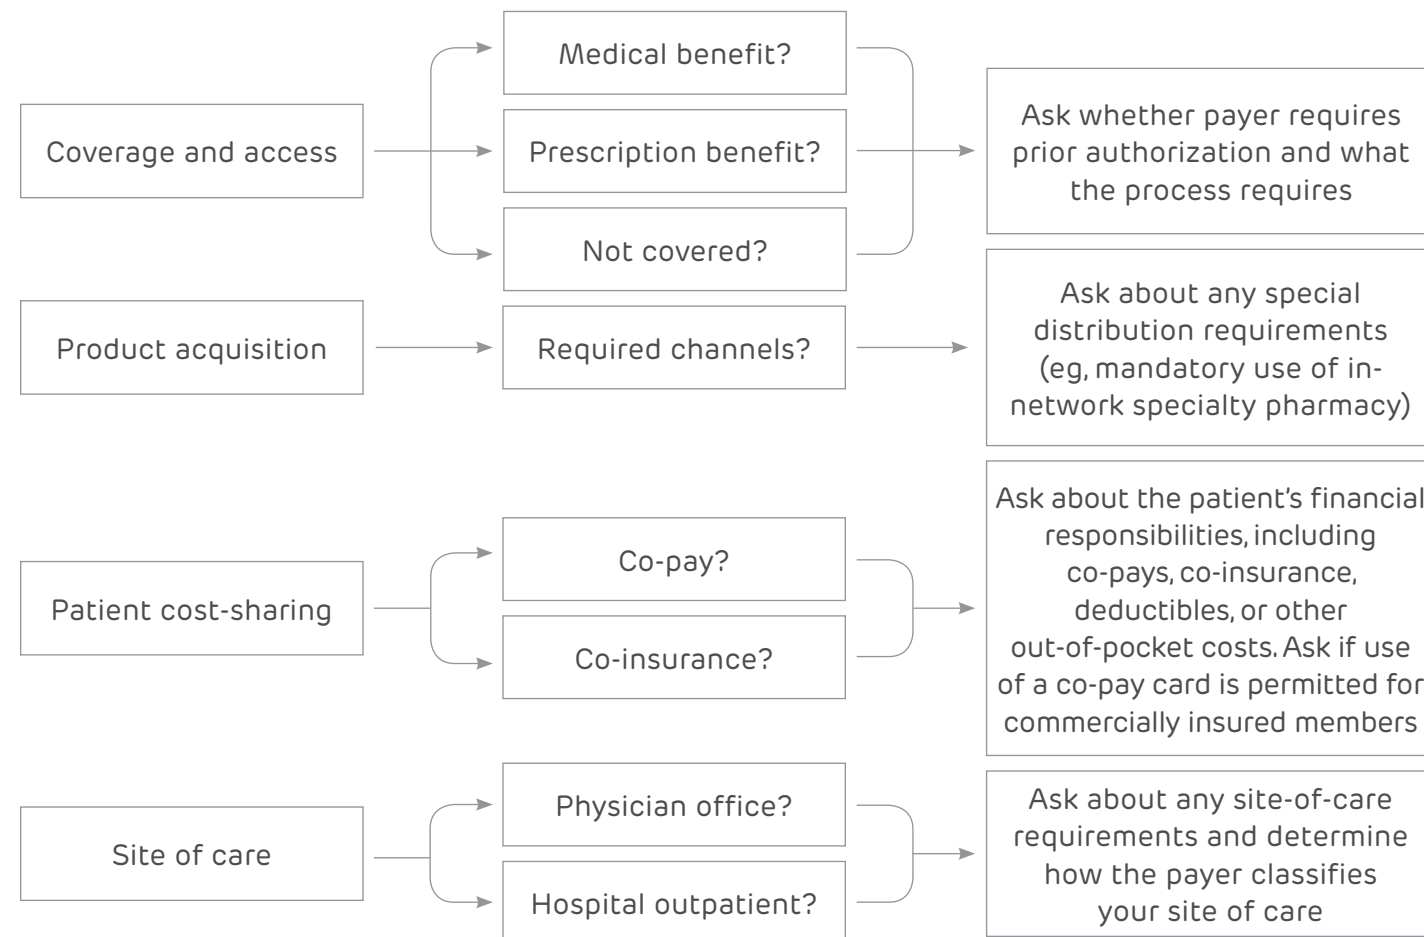 Coverage and access
Medical benefit?
Prescription benefit?
Not covered?
Ask whether payer requires
prior authorization and what
the process requires
Product acquisition
Required channels?
Ask about any special
distribution requirements
(eg, mandatory use of in-
network specialty pharmacy)
Patient cost-sharing
Co-pay?
Co-insurance?
Ask about the patient’s financial
responsibilities, including
co-pays, co-insurance,
deductibles, or other
out-of-pocket costs. Ask if use
of a co-pay card is permitted for
commercially insured members
Site of care
Physician office?
Hospital outpatient?
Ask about any site-of-care
requirements and determine
how the payer classifies
your site of care